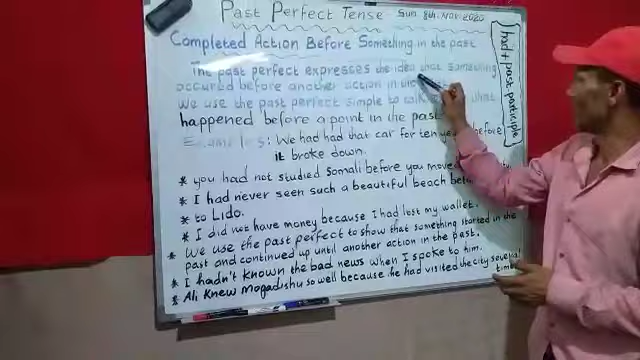 Past Perfect Tense Sun 8th. Nov. 2020
Completed Action Before Something in the past
The past perfect expresses the idea that something
occured before another action in the
We use the past perfect simple to talk what
happened before a point in the past
Examples: We had had that car for ten before
it broke down.
* you had not studied Somali before you moved
* I had never seen such a beautiful beach
* to Lido.
* I did not have money because I had lost my wallet.
* We use the past perfect to show that something started in the
past and continued up until another action in the past.
* I hadn't known the bad news when I spoke to him.
* Ali Knew Mogadishu so well because he had visited the city several
times
had + past participle